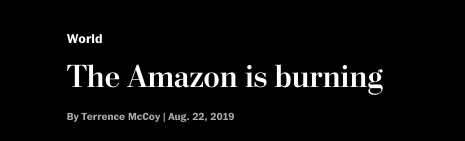 World
The Amazon is burning
By Terrence McCoy | Aug. 22, 2019